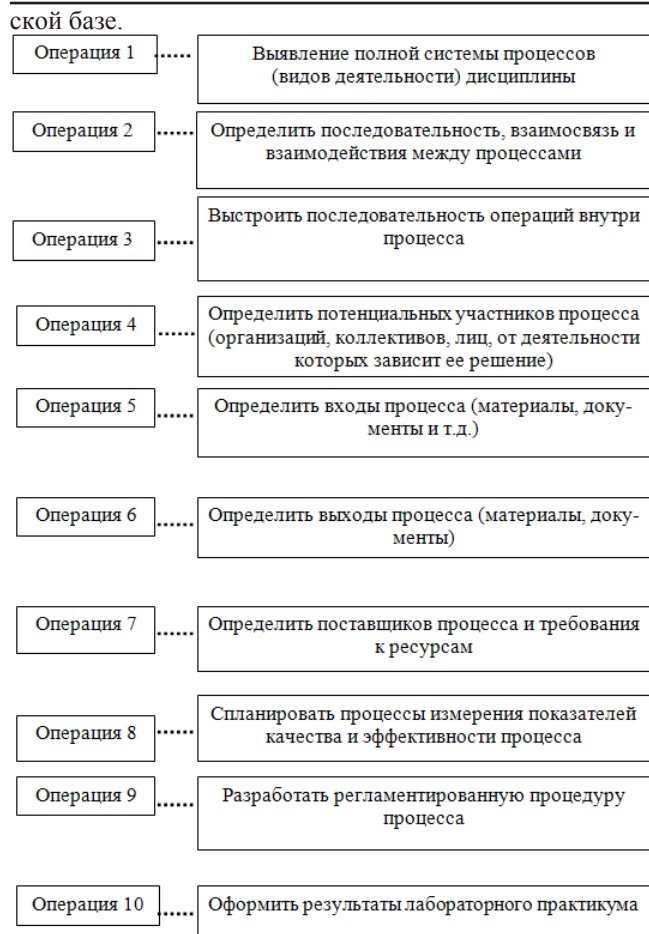 ской базе.
Операция 1
Выявление полной системы процессов
(видов деятельности) дисциплины
Операция 2
Определить последовательность, взаимосвязь и
взаимодействия между процессами
Операция 3
Выстроить последовательность операций внутри
процесса
Операция 4
Определить потенциальных участников процесса
(организаций, коллективов, лиц, от деятельности
которых зависит ее решение)
Операция 5
Определить входы процесса (материалы, доку-
менты и т.д.)
Операция 6
Определить выходы процесса (материалы, доку-
менты)
Операция 7
Определить поставщиков процесса и требования
к ресурсам
Операция 8
Спланировать процессы измерения показателей
качества и эффективности процесса
Операция 9
Разработать регламентированную процедуру
процесса
Операция 10
Оформить результаты лабораторного практикума